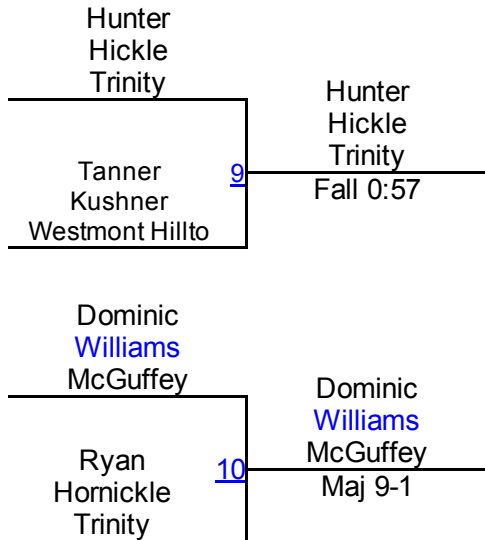 Hunter
Hickle
Trinity
Tanner
Kushner
Westmont Hillto
9
Hunter
Hickle
Trinity
Fall 0:57
Dominic
Williams
McGuffey
Ryan
Hornickle
Trinity
10
Dominic
Williams
McGuffey
Maj 9-1